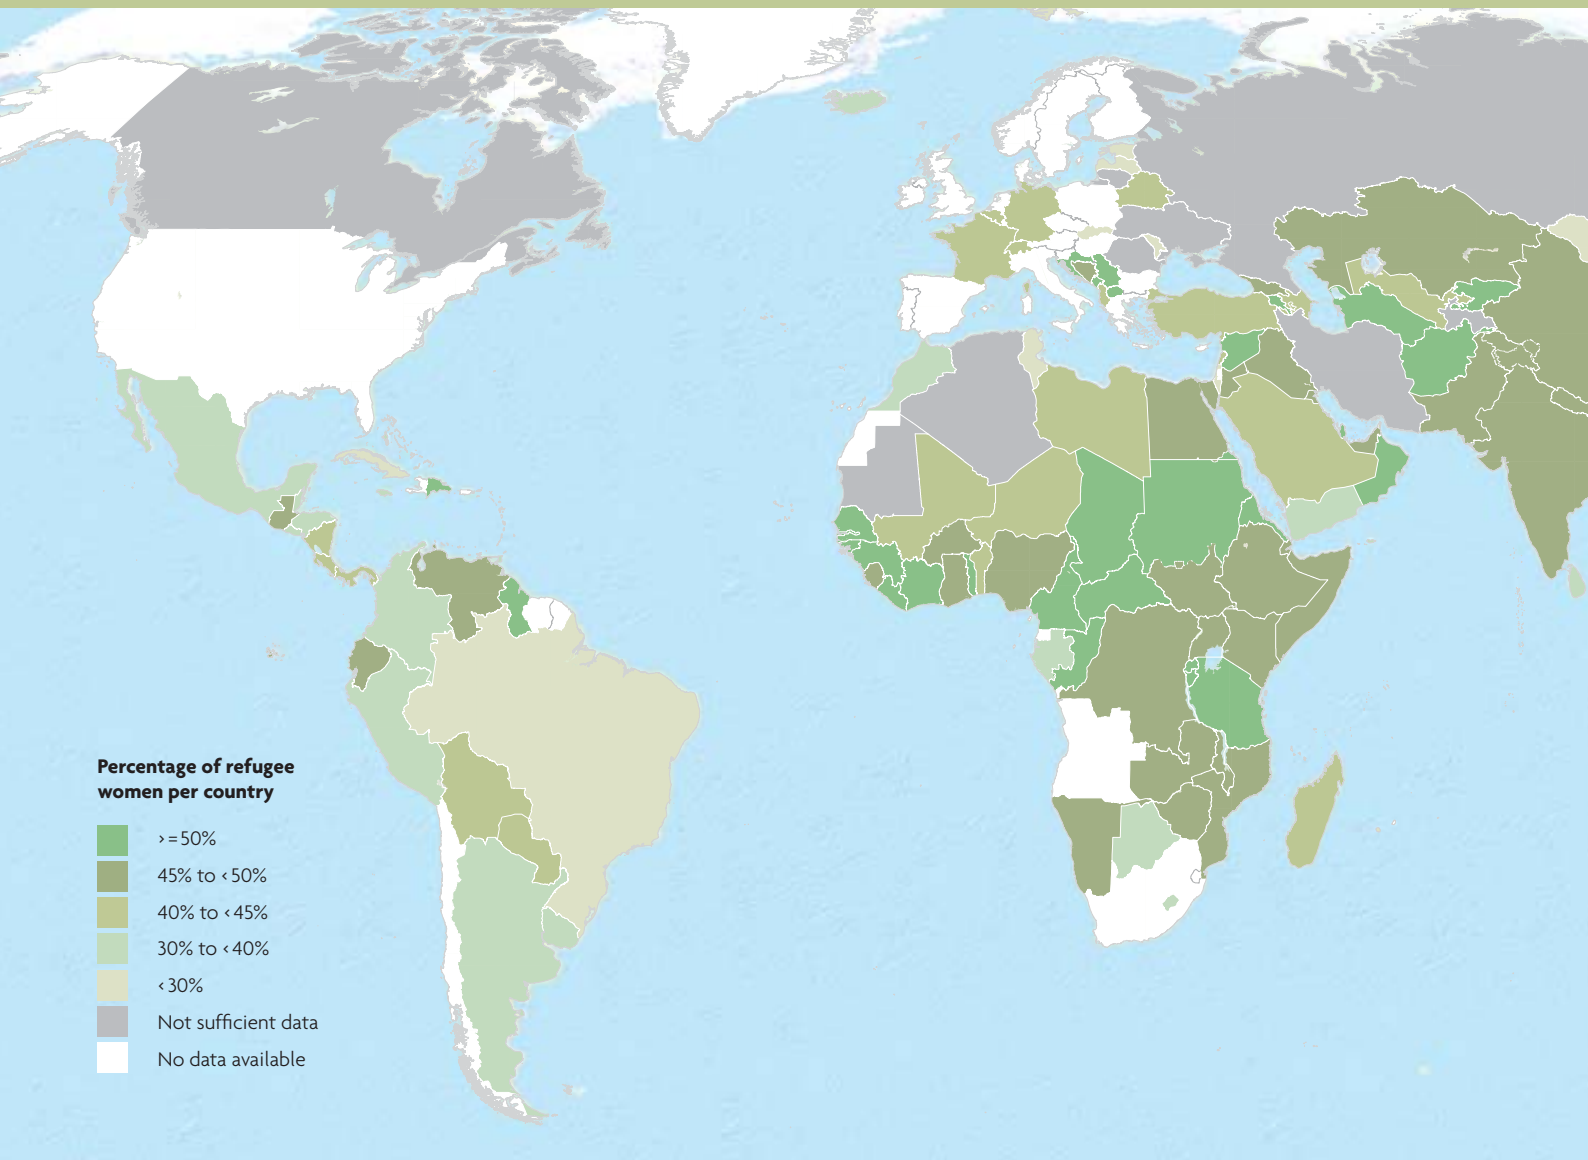 Percentage of refugee
women per country
>=50%
45% to <50%
40% to <45%
30% to <40%
<30%
Not sufficient data
No data available